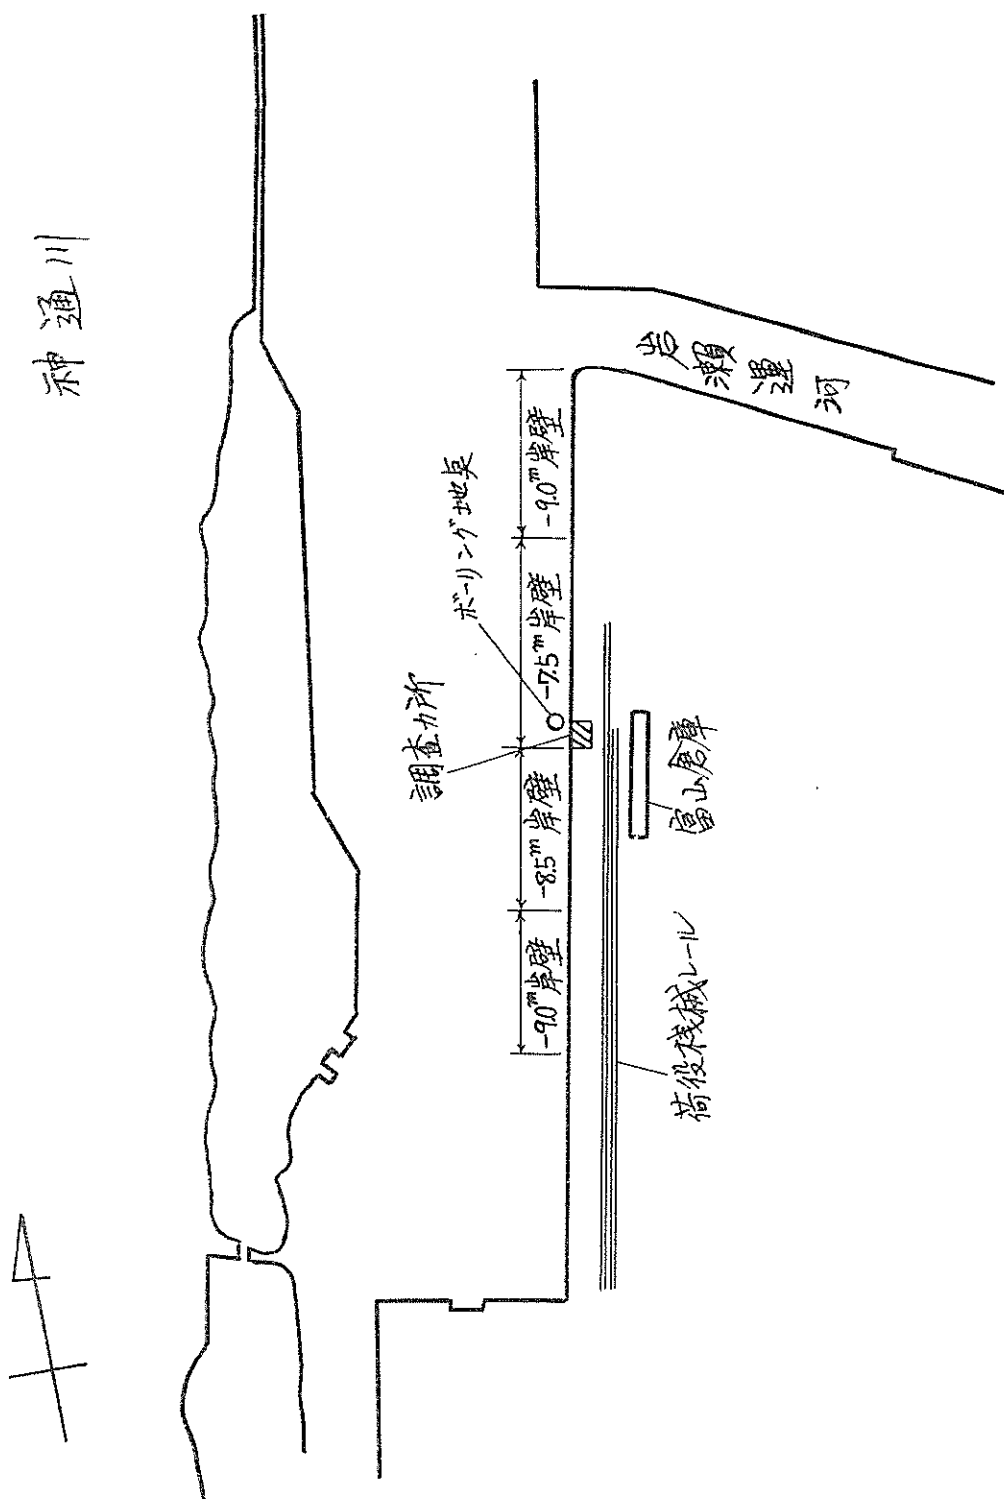 神通川
岩瀬運河
ボーリング地点
調査カ所
-9.0m岸壁
-8.5m岸壁
-7.5m岸壁
-9.0m岸壁
富山倉庫
荷役機械レール